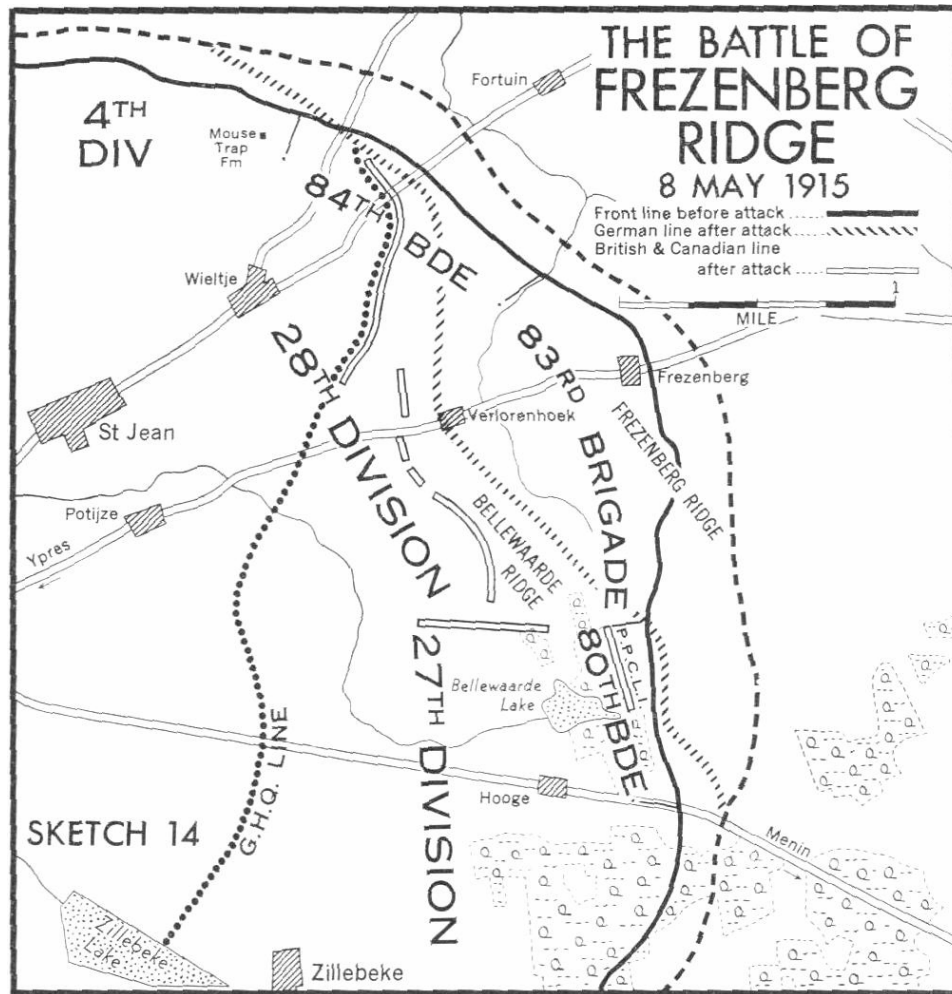 THE BATTLE OF
FREZENBERG
RIDGE
8 MAY 1915
Front line before attack
German line after attack
British & Canadian line
after attack
1
MILE
4TH
DIV
Mouse
Trap
Fm
Fortuin
84TH
BDE
Wieltje
28TH
DIVISION
83RD
BRIGADE
Frezenberg
FREZENBERG RIDGE
St Jean
Verlorenhoek
Potijze
Ypres
BELLEWAARDE
RIDGE
80TH BDE
P.P.C.L.I.
27TH
DIVISION
Bellewaarde
Lake
Hooge
Menin
G.H.Q. LINE
SKETCH 14
Zillebeke
Lake
Zillebeke